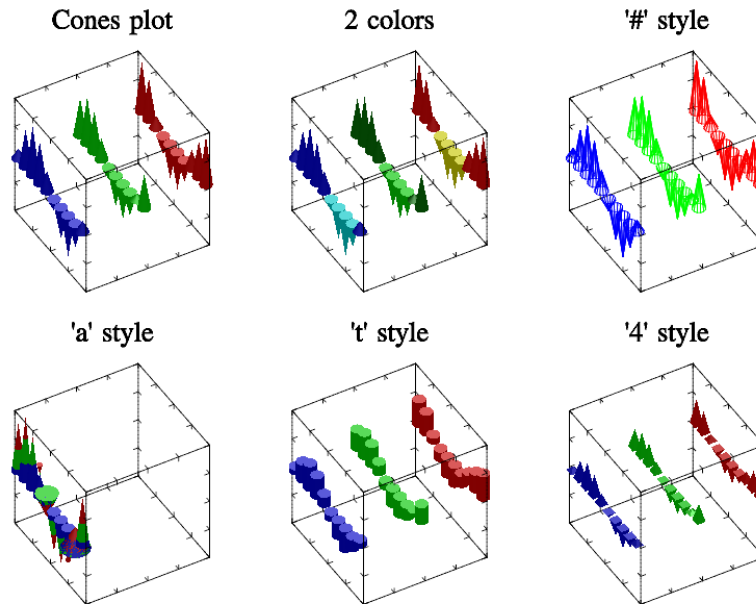 Cones plot
2 colors
'#' style
'a' style
't' style
'4' style